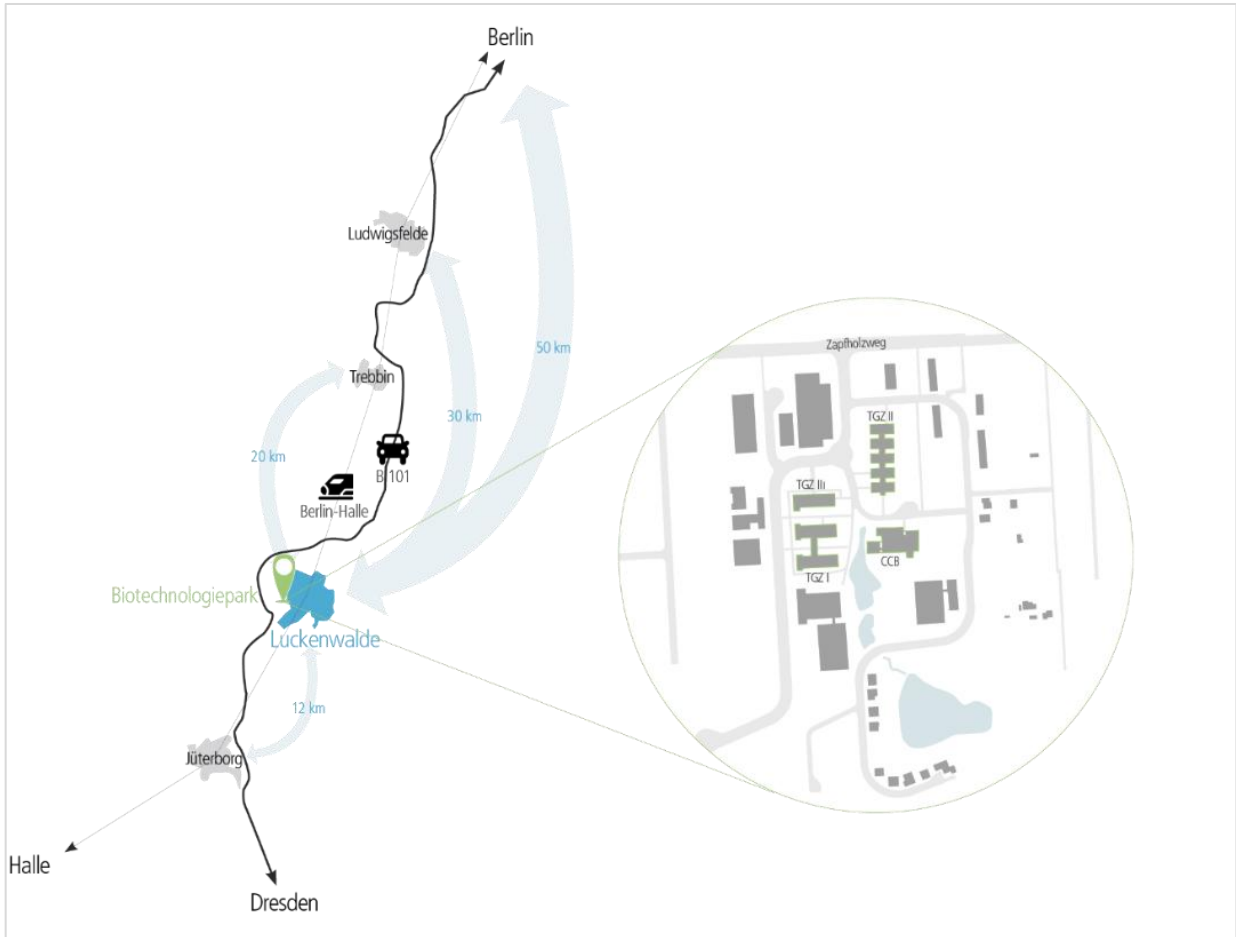 Berlin
Ludwigsfelde
50 km
Zapfholzweg
Trebbin
30 km
TGZ II
20 km
B 101
TGZ III
Berlin-Halle
CCB
TGZ I
Biotechnologiepark
Luckenwalde
12 km
Jüterborg
Halle
Dresden